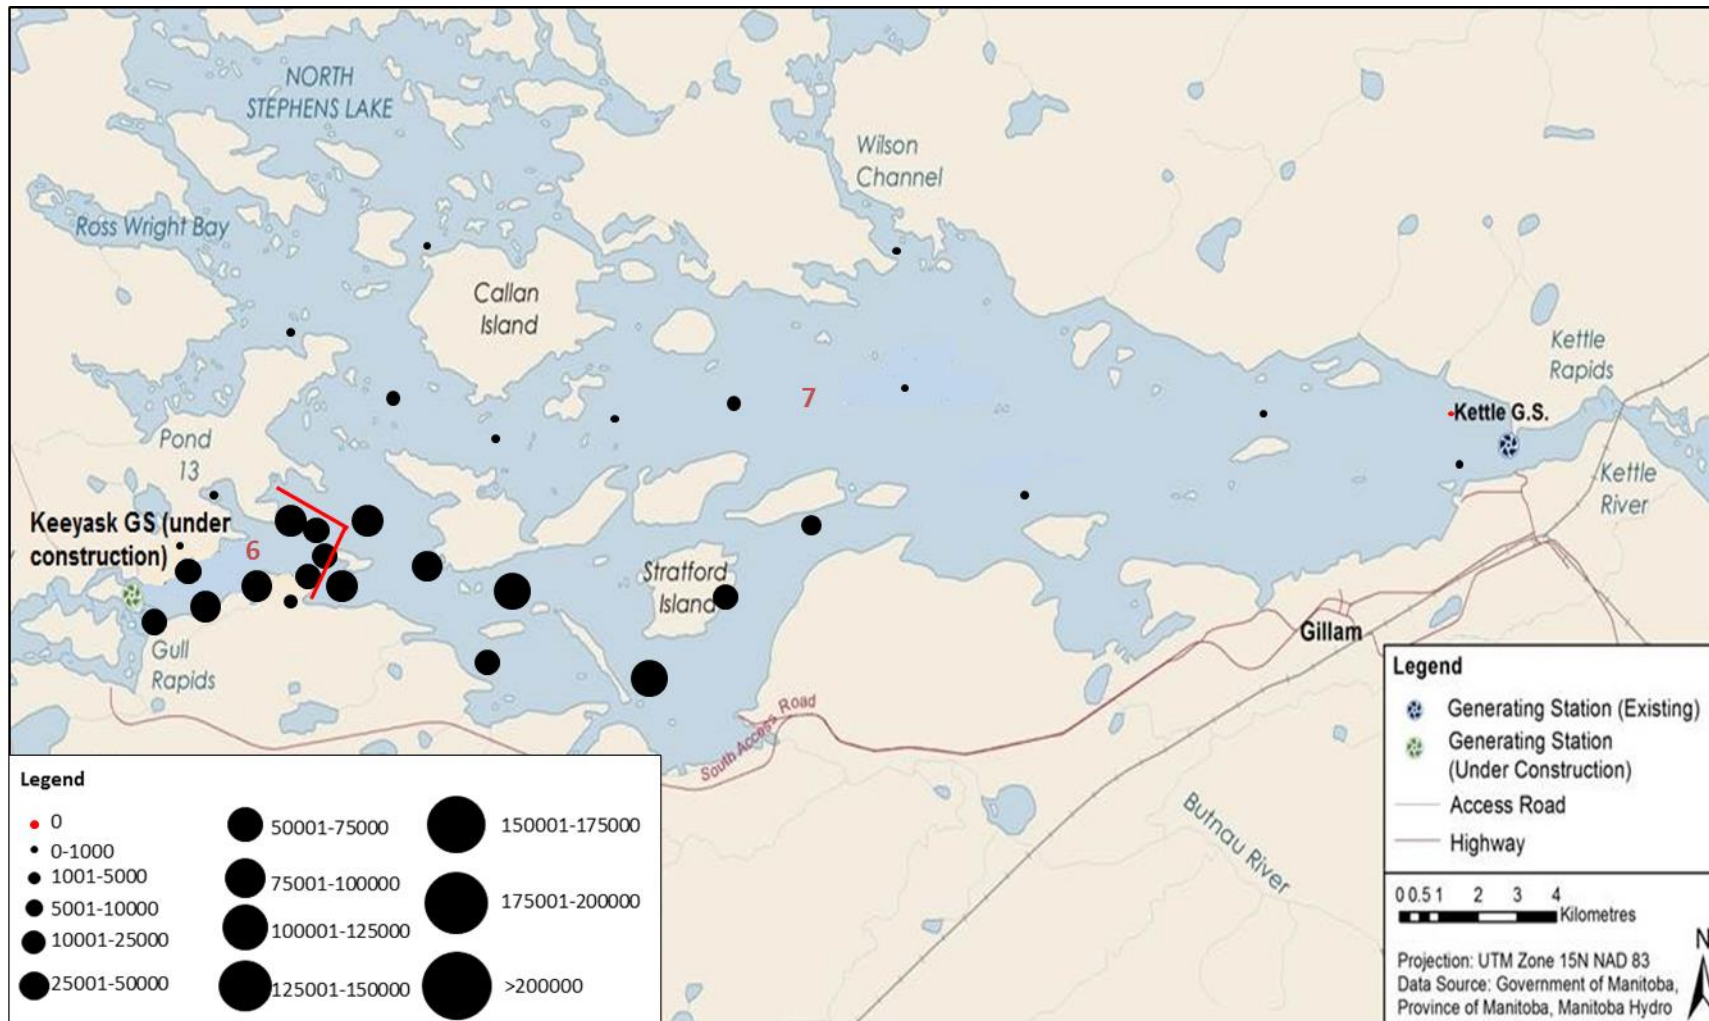 NORTH
STEPHENS LAKE
Wilson
Channel
Ross Wright Bay
Callan
Island
Kettle
Rapids
7
Kettle G.S.
Pond
13
Kettle
River
Keeyask GS (under
construction)
6
Stratford
Island
Gillam
Gull
Rapids
South Access Road
Butnau River
Legend
0
0-1000
1001-5000
5001-10000
10001-25000
25001-50000
50001-75000
75001-100000
100001-125000
125001-150000
150001-175000
175001-200000
>200000
Legend
Generating Station (Existing)
Generating Station
(Under Construction)
Access Road
Highway
0 0.5 1 2 3 4
Kilometres
N
Projection: UTM Zone 15N NAD 83
Data Source: Government of Manitoba,
Province of Manitoba, Manitoba Hydro